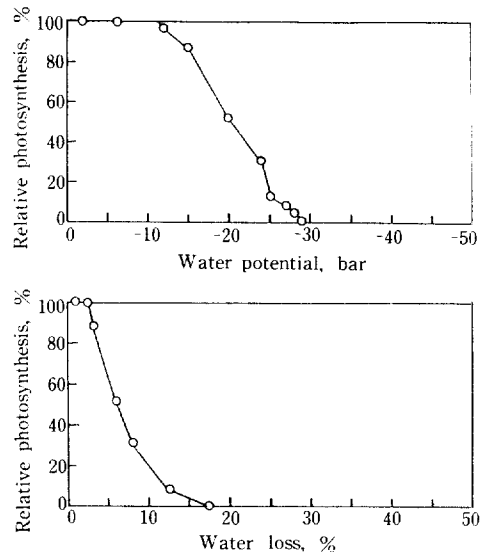 Relative photosynthesis, %
100
80
60
40
20
0
0 -10 -20 -30 -40 -50
Water potential, bar
Relative photosynthesis, %
100
80
60
40
20
0
0 10 20 30 40 50
Water loss, %